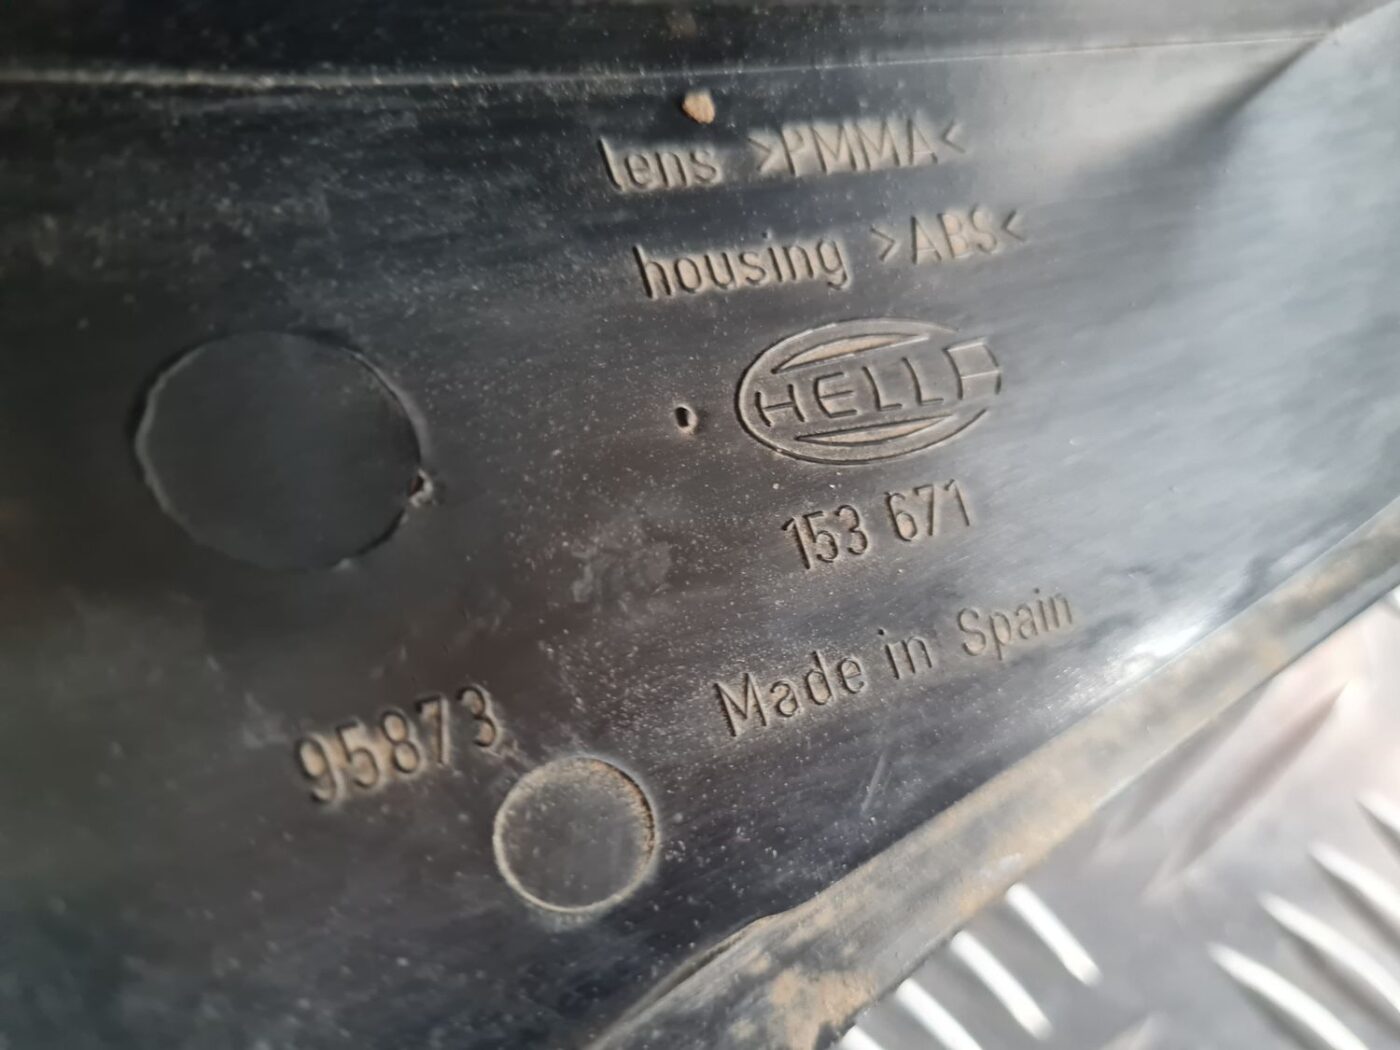 lens >PMMA<
housing >ABS<
HELLA
153 671
Made in Spain
95873